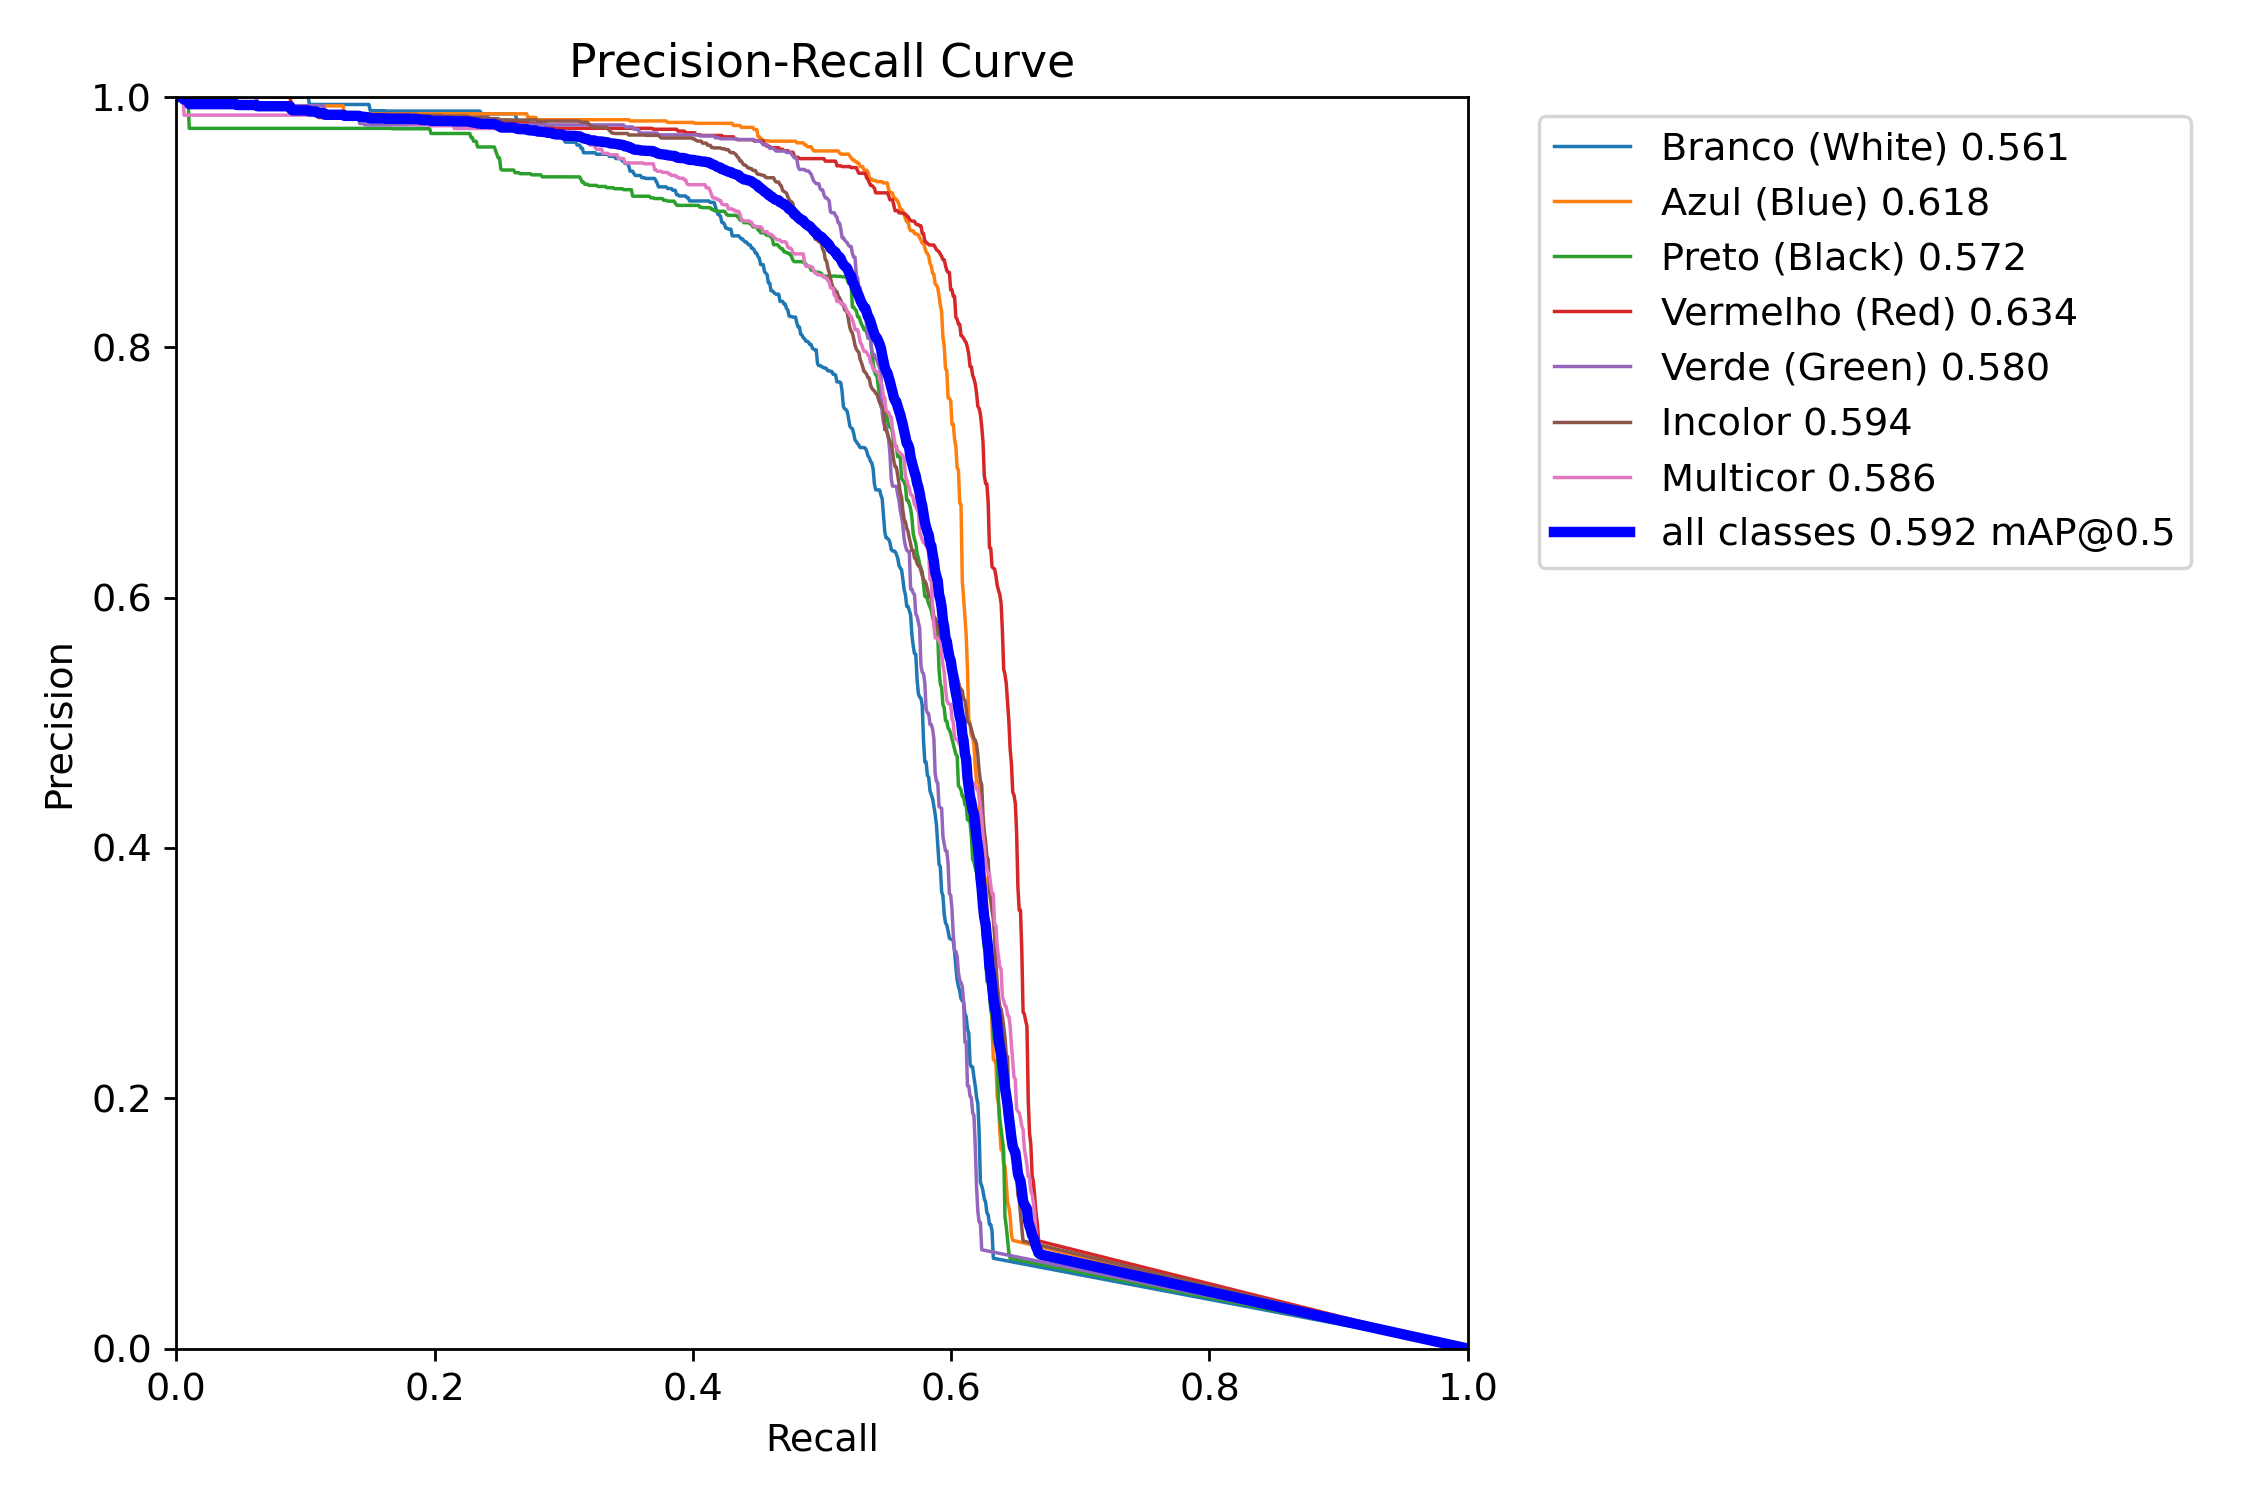 Precision-Recall Curve
1.0
0.8
0.6
0.4
0.2
0.0
Precision
0.0 0.2 0.4 0.6 0.8 1.0
Recall
Branco (White) 0.561
Azul (Blue) 0.618
Preto (Black) 0.572
Vermelho (Red) 0.634
Verde (Green) 0.580
Incolor 0.594
Multicor 0.586
all classes 0.592 mAP@0.5